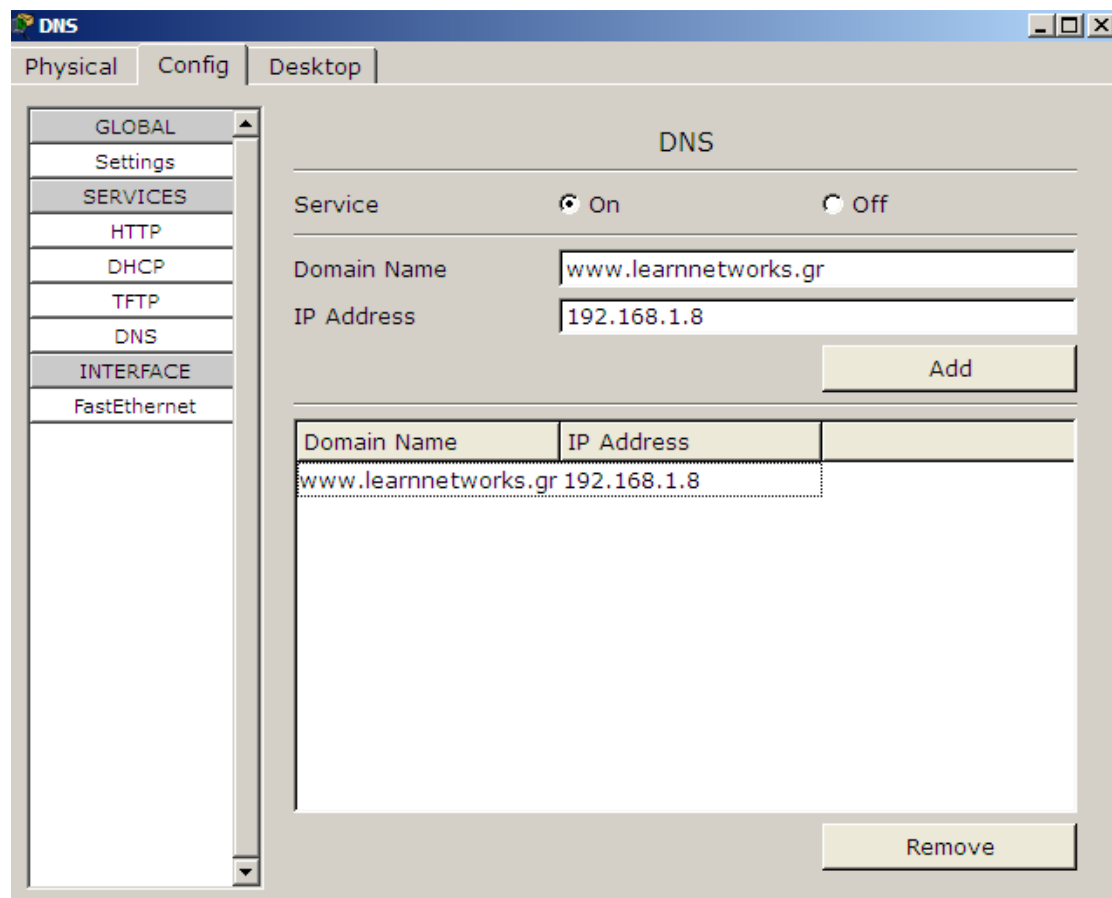 DNS
Physical Config Desktop
GLOBAL
Settings
SERVICES
HTTP
DHCP
TFTP
DNS
INTERFACE
FastEthernet
DNS
Service On Off
Domain Name www.learnnetworks.gr
IP Address 192.168.1.8
Add
Domain Name IP Address
www.learnnetworks.gr 192.168.1.8
Remove